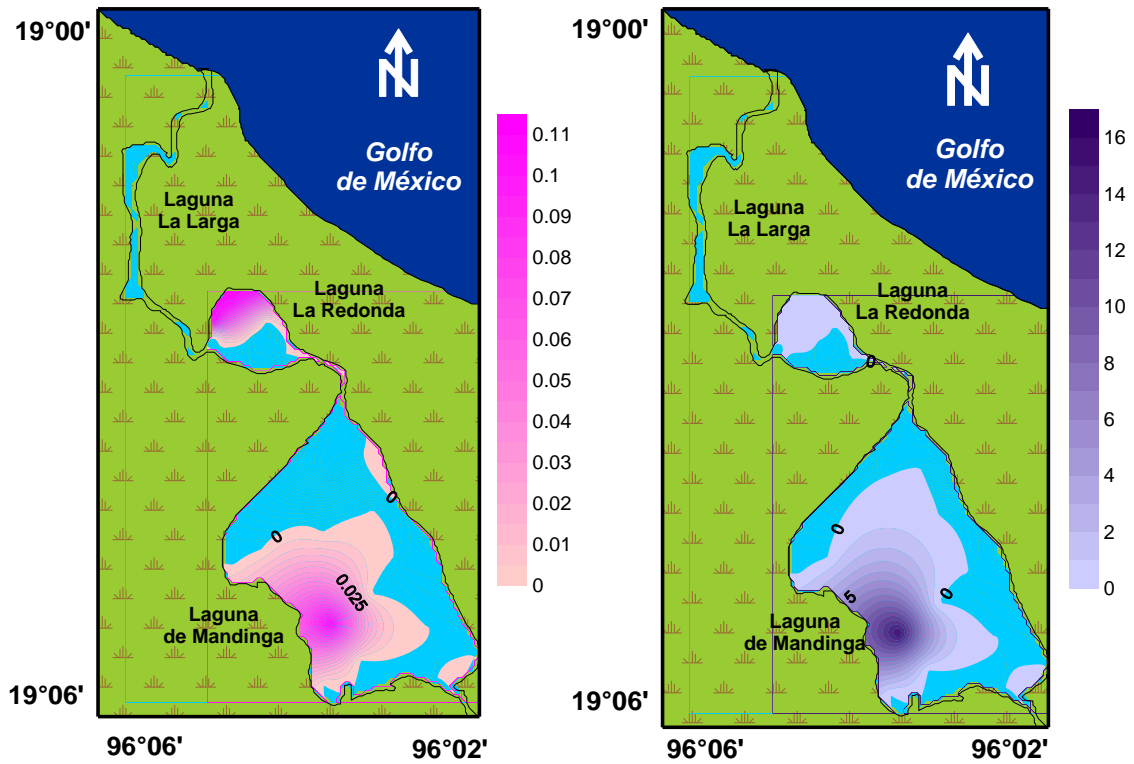 19°00'
N
Golfo
de México
Laguna
La Larga
Laguna
La Redonda
0
0
0.025
Laguna
de Mandinga
19°06'
96°06'
96°02'
0.11
0.1
0.09
0.08
0.07
0.06
0.05
0.04
0.03
0.02
0.01
0
19°00'
N
Golfo
de México
Laguna
La Larga
Laguna
La Redonda
0
0
5
0
Laguna
de Mandinga
19°06'
96°06'
96°02'
16
14
12
10
8
6
4
2
0